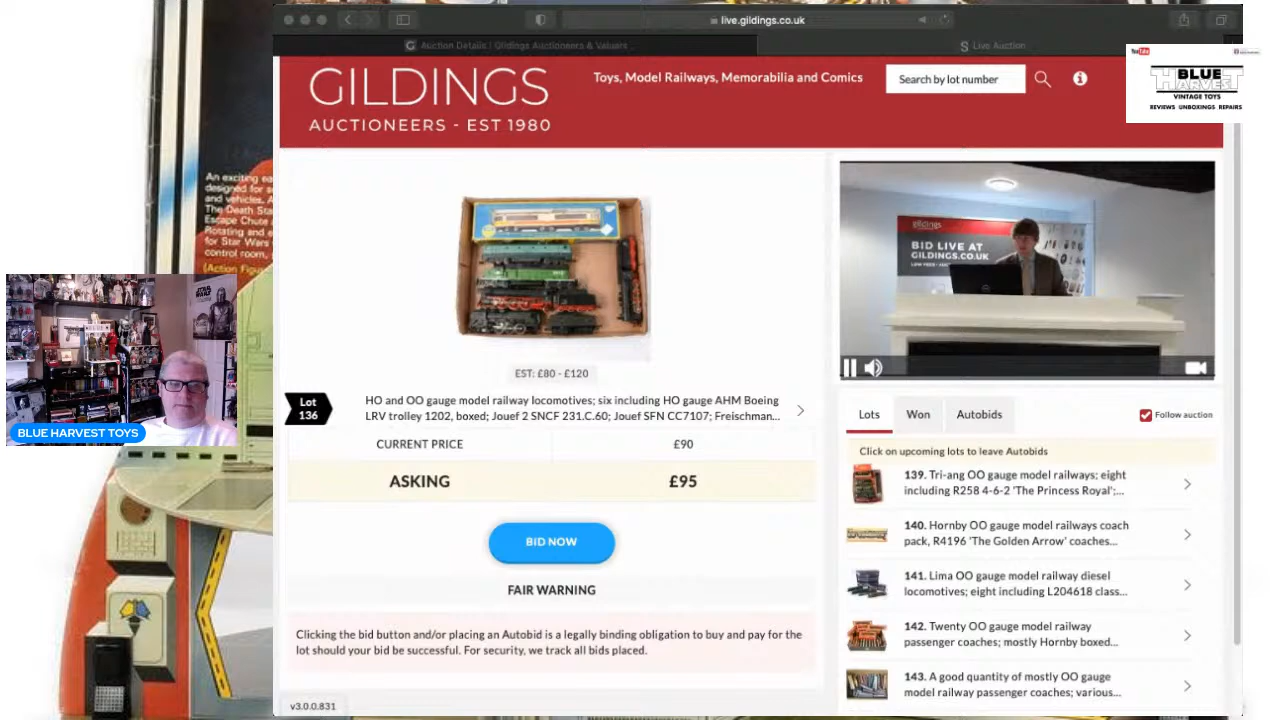 live.gildings.co.uk
Auction Details | Gildings Auctioneers & Valuers
Live Auction
GILDINGS
AUCTIONEERS - EST 1980
Toys, Model Railways, Memorabilia and Comics
Search by lot number
YouTube
BLUE
HARVEST
VINTAGE TOYS
REVIEWS UNBOXINGS REPAIRS
An exciting
designed for
and vehicles. A
The Death Sta
Escape Chute
Rotating and e
for Star Wars
control room.
(Action Figur
STAR WARS
BLUE HARVEST TOYS
EST: £80 - £120
Lot
136
HO and OO gauge model railway locomotives; six including HO gauge AHM Boeing
LRV trolley 1202, boxed; Jouef 2 SNCF 231.C.60; Jouef SFN CC7107; Freischman...
CURRENT PRICE £90
ASKING £95
BID NOW
FAIR WARNING
Clicking the bid button and/or placing an Autobid is a legally binding obligation to buy and pay for the
lot should your bid be successful. For security, we track all bids placed.
v3.0.0.831
gildings
BID LIVE AT
GILDINGS.CO.UK
Lots Won Autobids Follow auction
Click on upcoming lots to leave Autobids
139. Tri-ang OO gauge model railways; eight
including R258 4-6-2 'The Princess Royal';...
140. Hornby OO gauge model railways coach
pack, R4196 'The Golden Arrow' coaches...
141. Lima OO gauge model railway diesel
locomotives; eight including L204618 class...
142. Twenty OO gauge model railway
passenger coaches; mostly Hornby boxed...
143. A good quantity of mostly OO gauge
model railway passenger coaches; various...